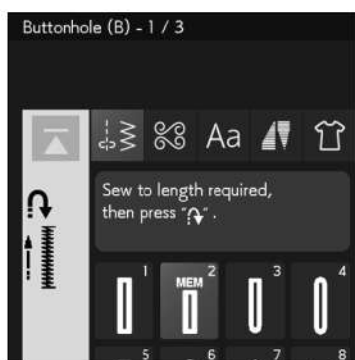 Buttonhole (B) - 1 / 3
Aa
Sew to length required,
then press " ".
1 MEM 2 3 4
5 6 7 8